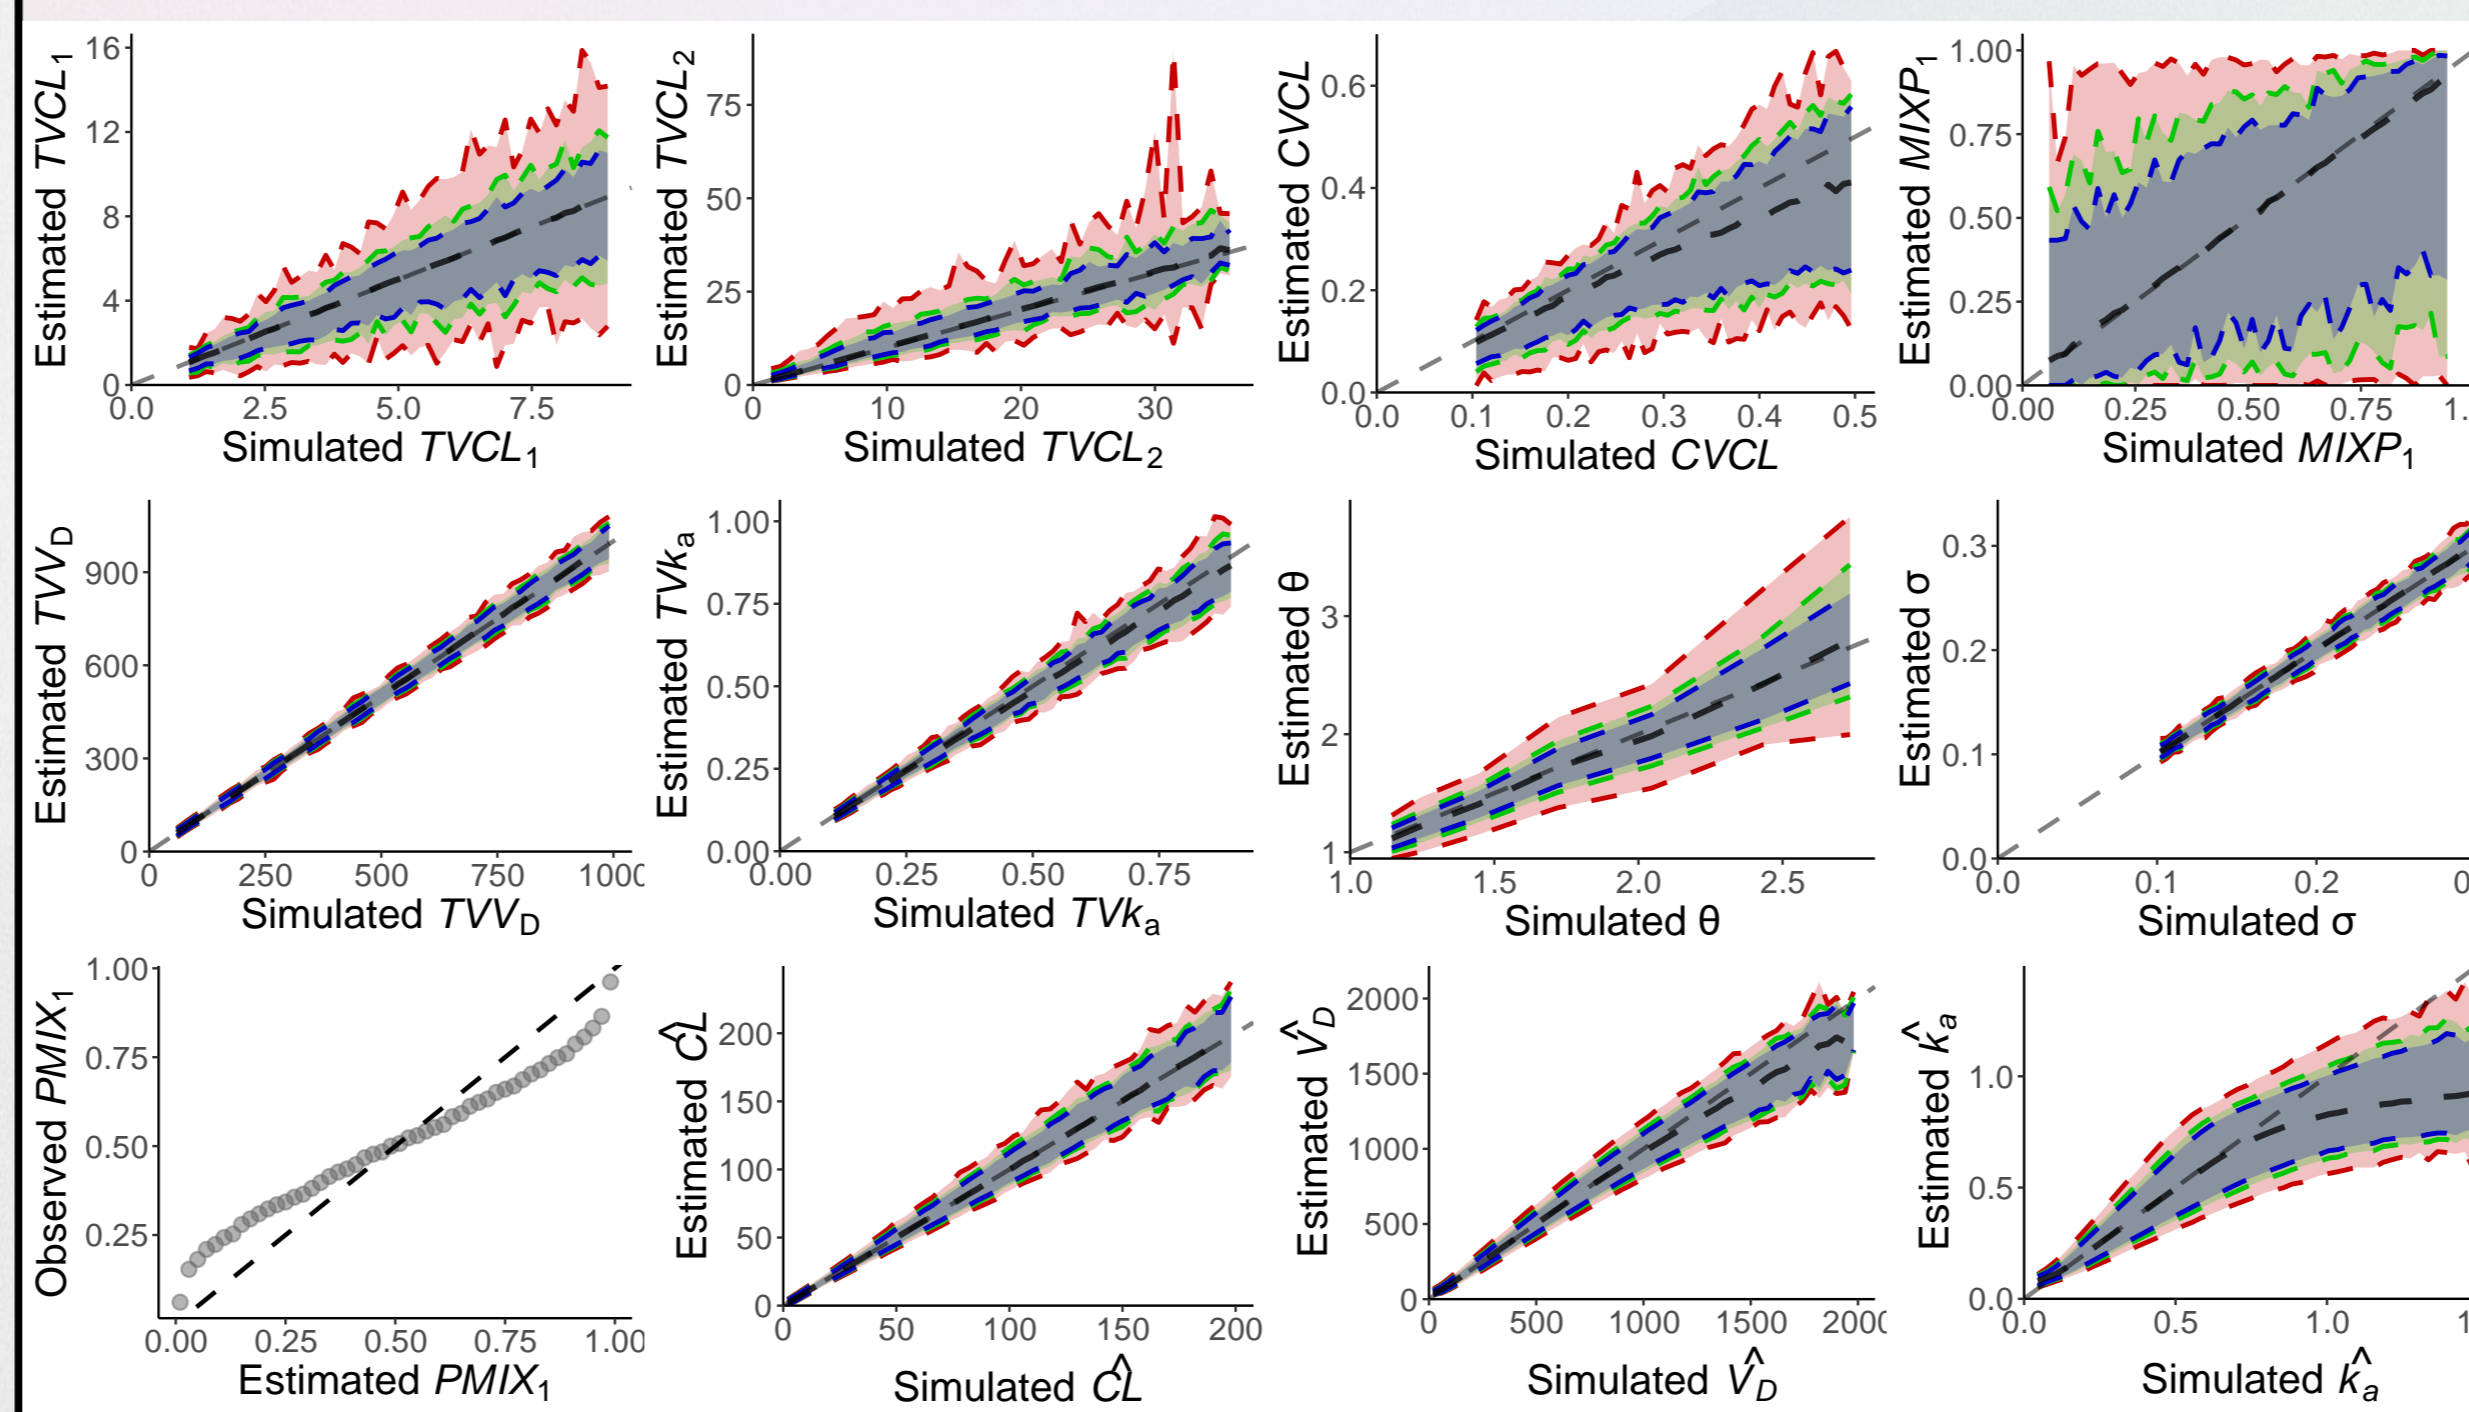 Estimated TVCL1
16
12
8
4
0
0.0 2.5 5.0 7.5
Simulated TVCL1
Estimated TVCL2
75
50
25
0
0 10 20 30
Simulated TVCL2
Estimated CVCL
0.6
0.4
0.2
0.0
0.0 0.1 0.2 0.3 0.4 0.5
Simulated CVCL
Estimated MIXP1
1.00
0.75
0.50
0.25
0.00
0.00 0.25 0.50 0.75 1.
Simulated MIXP1
Estimated TVVD
900
600
300
0
0 250 500 750 1000
Simulated TVVD
Estimated TVka
1.00
0.75
0.50
0.25
0.00
0.00 0.25 0.50 0.75
Simulated TVka
Estimated θ
3
2
1
1.0 1.5 2.0 2.5
Simulated θ
Estimated σ
0.3
0.2
0.1
0.0
0.0 0.1 0.2 0
Simulated σ
Observed PMIX1
1.00
0.75
0.50
0.25
0.00 0.25 0.50 0.75 1.00
Estimated PMIX1
Estimated ĈL
200
150
100
50
0
0 50 100 150 200
Simulated ĈL
Estimated V̂D
2000
1500
1000
500
0
0 500 1000 1500 2000
Simulated V̂D
Estimated k̂a
1.0
0.5
0.0
0.0 0.5 1.0 1
Simulated k̂a